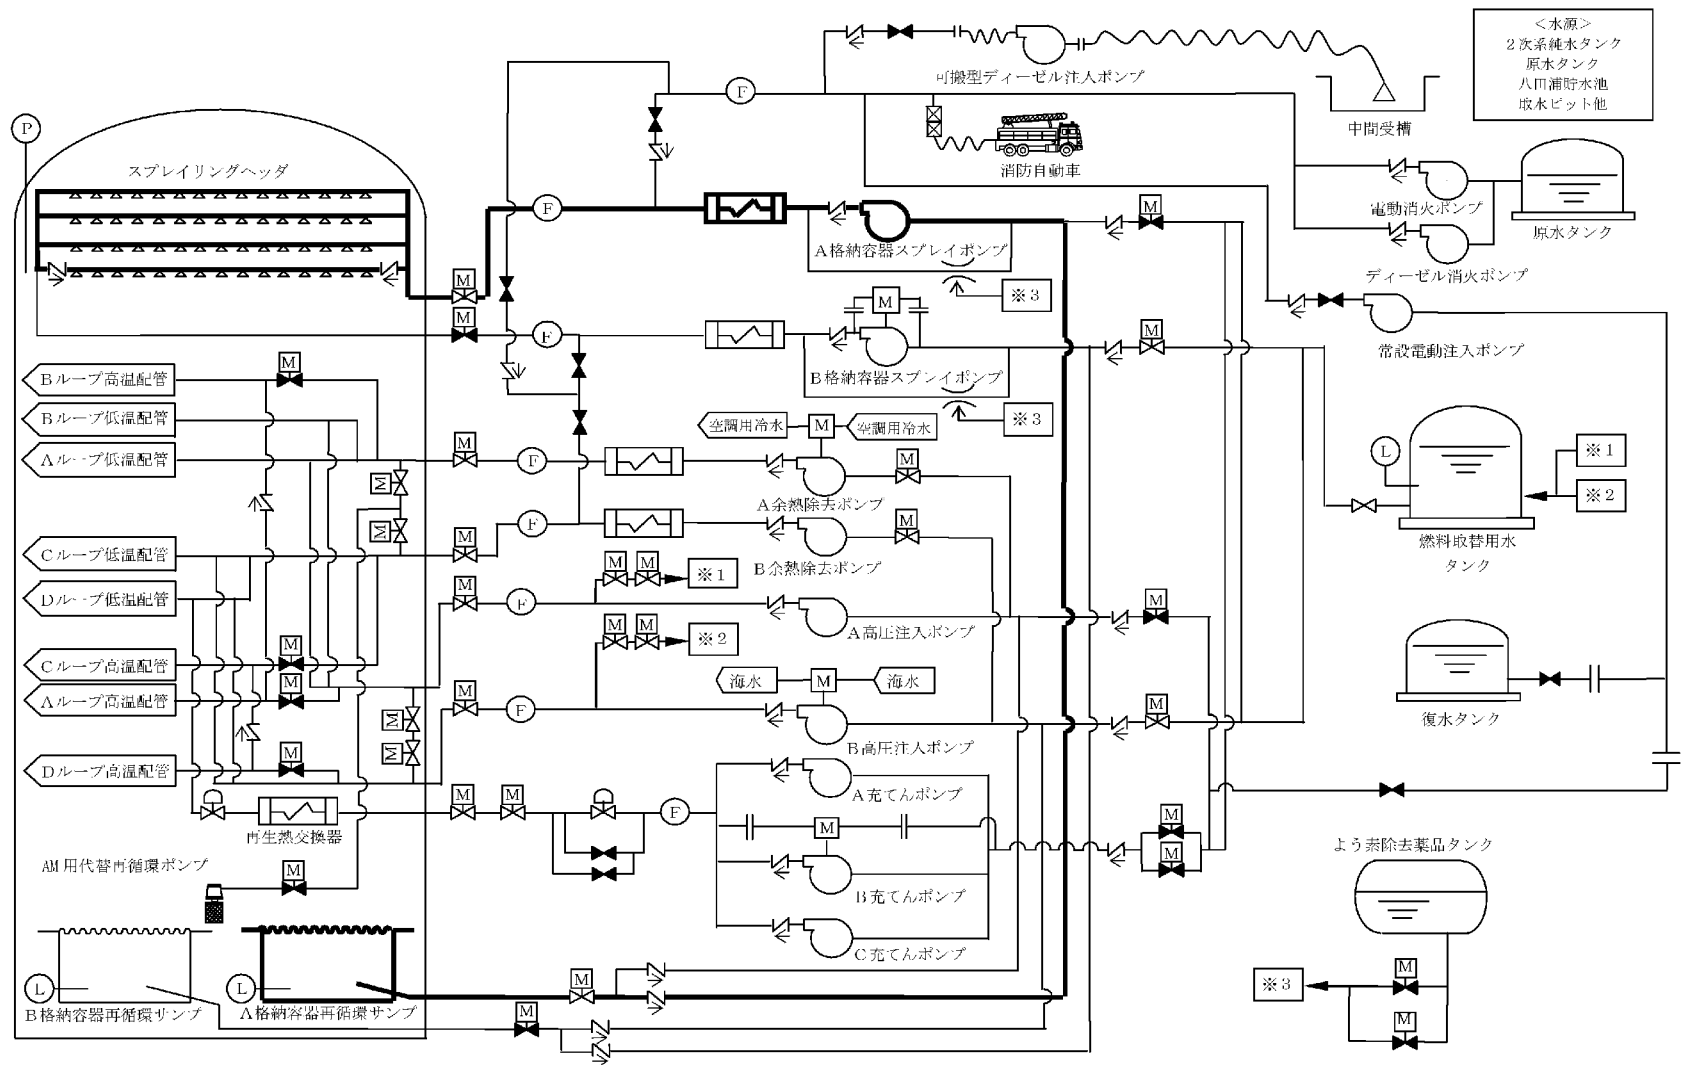 <水源>
2次系純水タンク
原水タンク
八田浦貯水池
取水ピット他
可搬型ディーゼル注入ポンプ
中間受槽
F
P
消防自動車
スプレイリングヘッダ
電動消火ポンプ
原水タンク
M
F
A格納容器スプレイポンプ
ディーゼル消火ポンプ
M
※3
M
M
M
F
常設電動注入ポンプ
M
Bループ高温配管
B格納容器スプレイポンプ
※3
Bループ低温配管
空調用冷水
M
空調用冷水
Aループ低温配管
M
F
M
L
※1
M
※2
A余熱除去ポンプ
M
F
M
燃料取替用水
タンク
Cループ低温配管
M
B余熱除去ポンプ
M
M
※1
Dループ低温配管
M
F
M
A高圧注入ポンプ
M
M
※2
Cループ高温配管
M
Aループ高温配管
M
海水
M
海水
M
F
M
M
復水タンク
B高圧注入ポンプ
M
Dループ高温配管
M
A充てんポンプ
M
M
F
再生熱交換器
M
M
M
よう素除去薬品タンク
AM用代替再循環ポンプ
M
B充てんポンプ
C充てんポンプ
L
L
M
※3
M
B格納容器再循環サンプ
A格納容器再循環サンプ
M
M